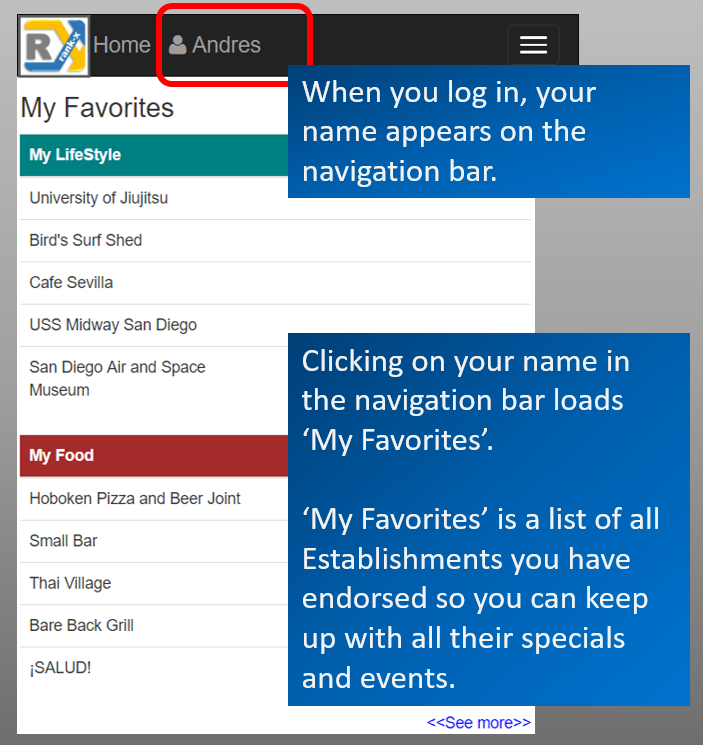 RX rank-x Home Andres
When you log in, your
name appears on the
navigation bar.
My Favorites
My LifeStyle
University of Jiujitsu
Bird's Surf Shed
Cafe Sevilla
USS Midway San Diego
San Diego Air and Space
Museum
Clicking on your name in
the navigation bar loads
‘My Favorites’.
‘My Favorites’ is a list of all
Establishments you have
endorsed so you can keep
up with all their specials
and events.
My Food
Hoboken Pizza and Beer Joint
Small Bar
Thai Village
Bare Back Grill
¡SALUD!
<<See more>>